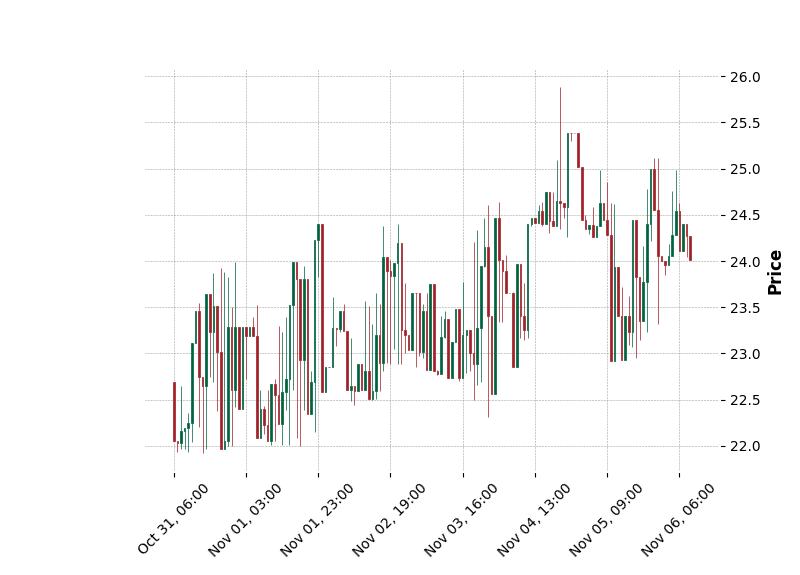 26.0
25.5
25.0
24.5
24.0
23.5
23.0
22.5
22.0
Price
Oct 31, 06:00
Nov 01, 03:00
Nov 01, 23:00
Nov 02, 19:00
Nov 03, 16:00
Nov 04, 13:00
Nov 05, 09:00
Nov 06, 06:00